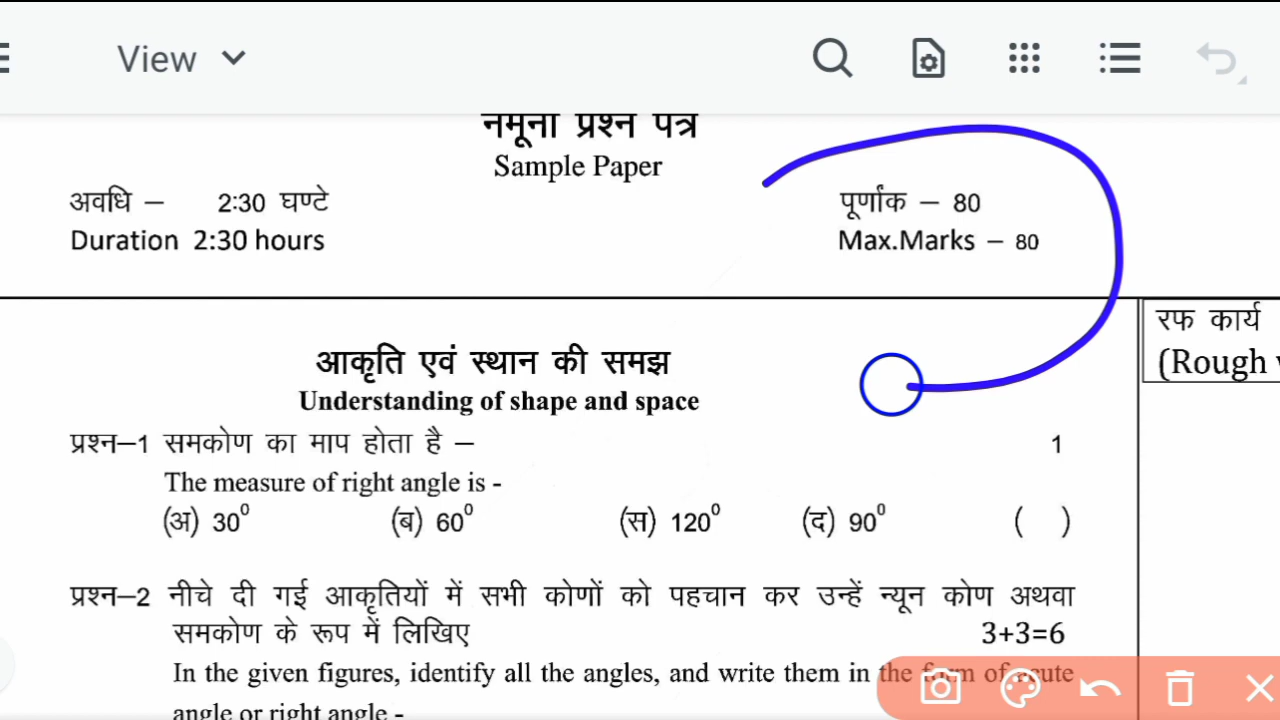 View
नमूना प्रश्न पत्र
Sample Paper
अवधि – 2:30 घण्टे
पूर्णांक – 80
Duration 2:30 hours
Max.Marks – 80
रफ कार्य
(Rough
आकृति एवं स्थान की समझ
Understanding of shape and space
प्रश्न–1 समकोण का माप होता है – 1
The measure of right angle is -
(अ) 30⁰ (ब) 60⁰ (स) 120⁰ (द) 90⁰ ( )
प्रश्न–2 नीचे दी गई आकृतियों में सभी कोणों को पहचान कर उन्हें न्यून कोण अथवा
समकोण के रूप में लिखिए 3+3=6
In the given figures, identify all the angles, and write them in the form of acute
angle or right angle -